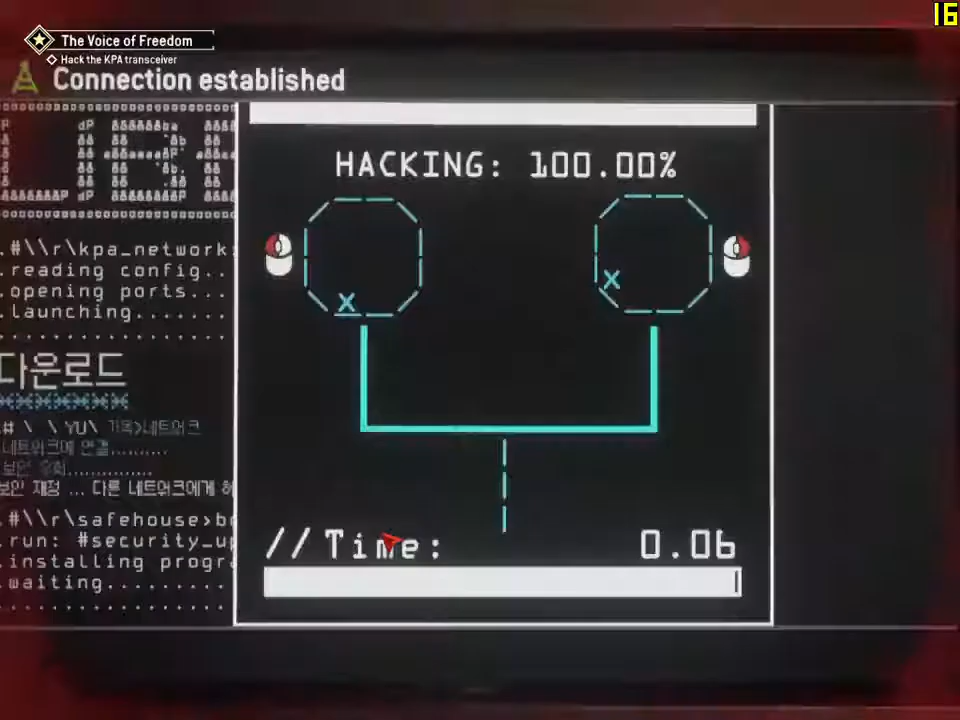 16
The Voice of Freedom
Hack the KPA transceiver
Connection established
HACKING: 100.00%
.#\\r\kpa_network
.reading config..
.opening ports...
.launching.......
다운로드
.#\\r\safehouse>
.run: #security_u
.installing progr
.waiting........
// Time: 0.06